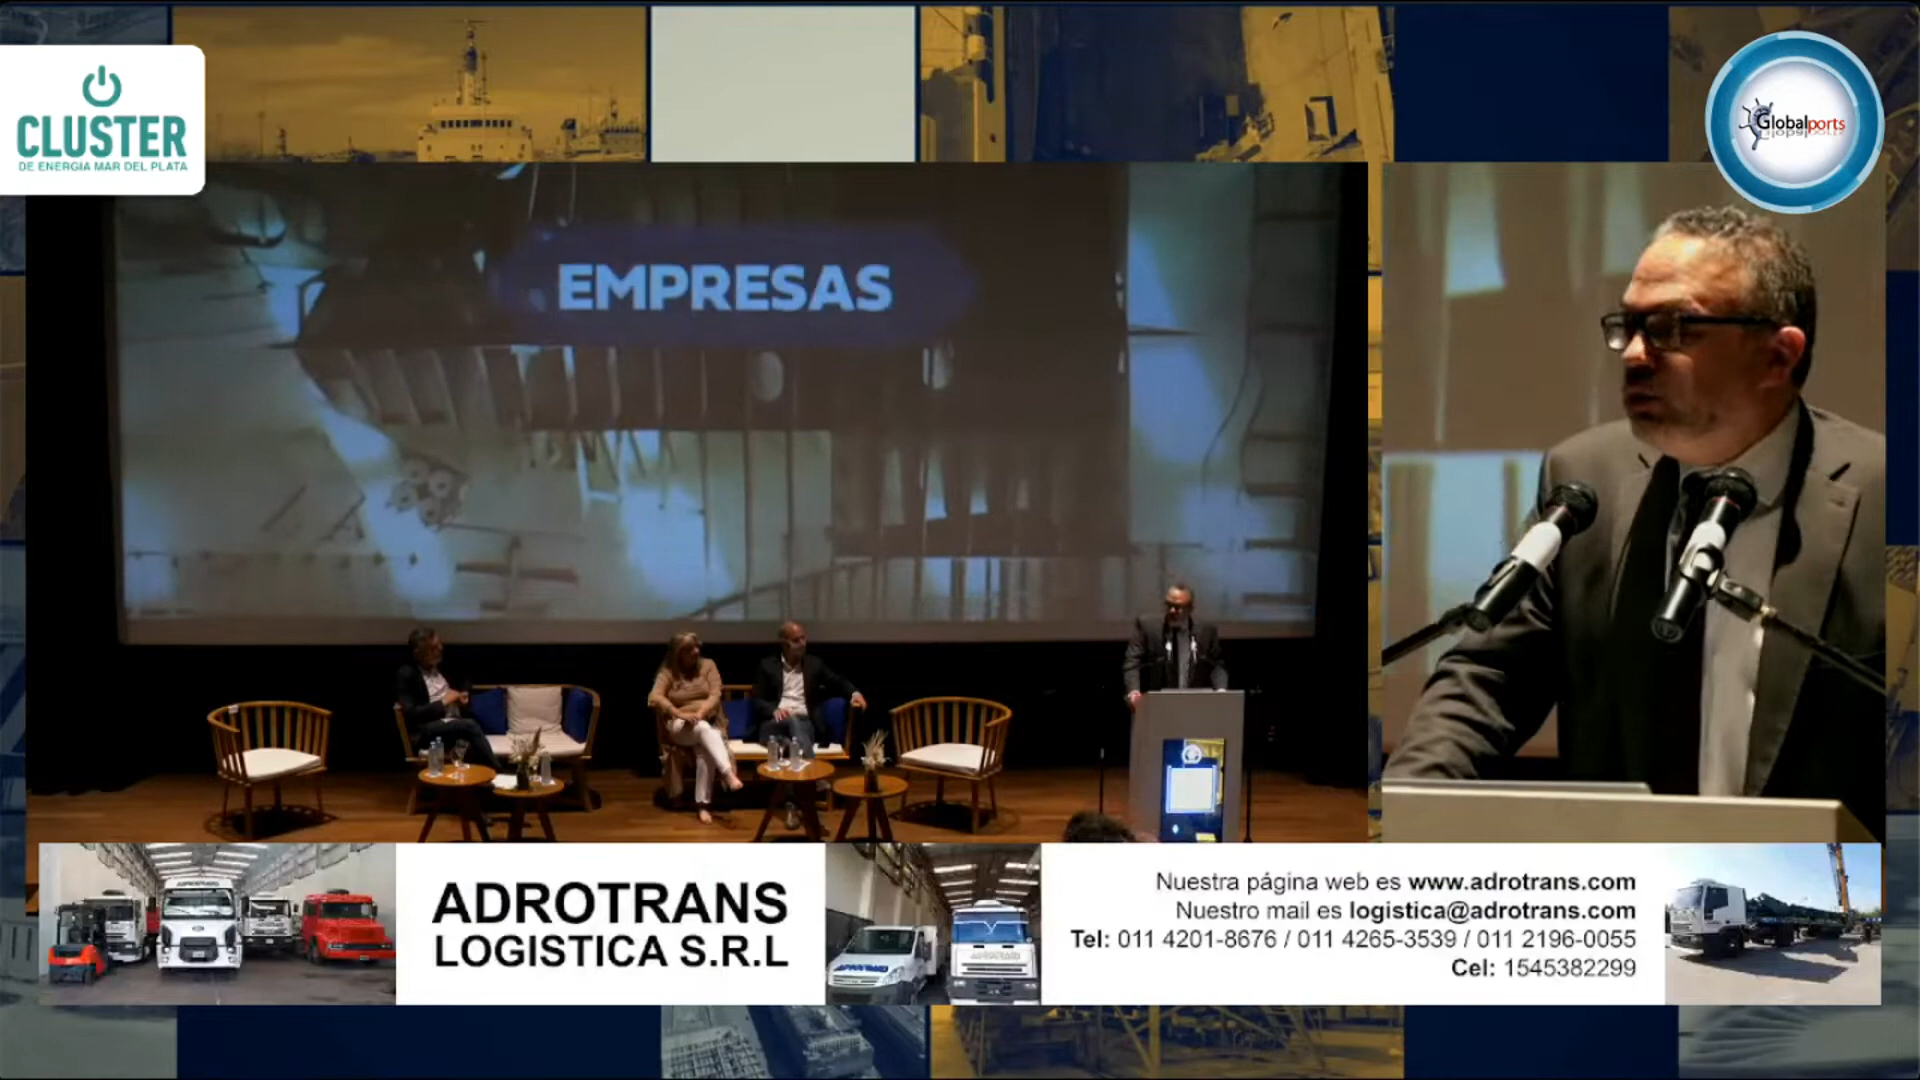 CLUSTER
DE ENERGIA MAR DEL PLATA
Globalports
EMPRESAS
ADROTRANS
LOGISTICA S.R.L
Nuestra página web es www.adrotrans.com
Nuestro mail es logistica@adrotrans.com
Tel: 011 4201-8676 / 011 4265-3539 / 011 2196-0055
Cel: 1545382299